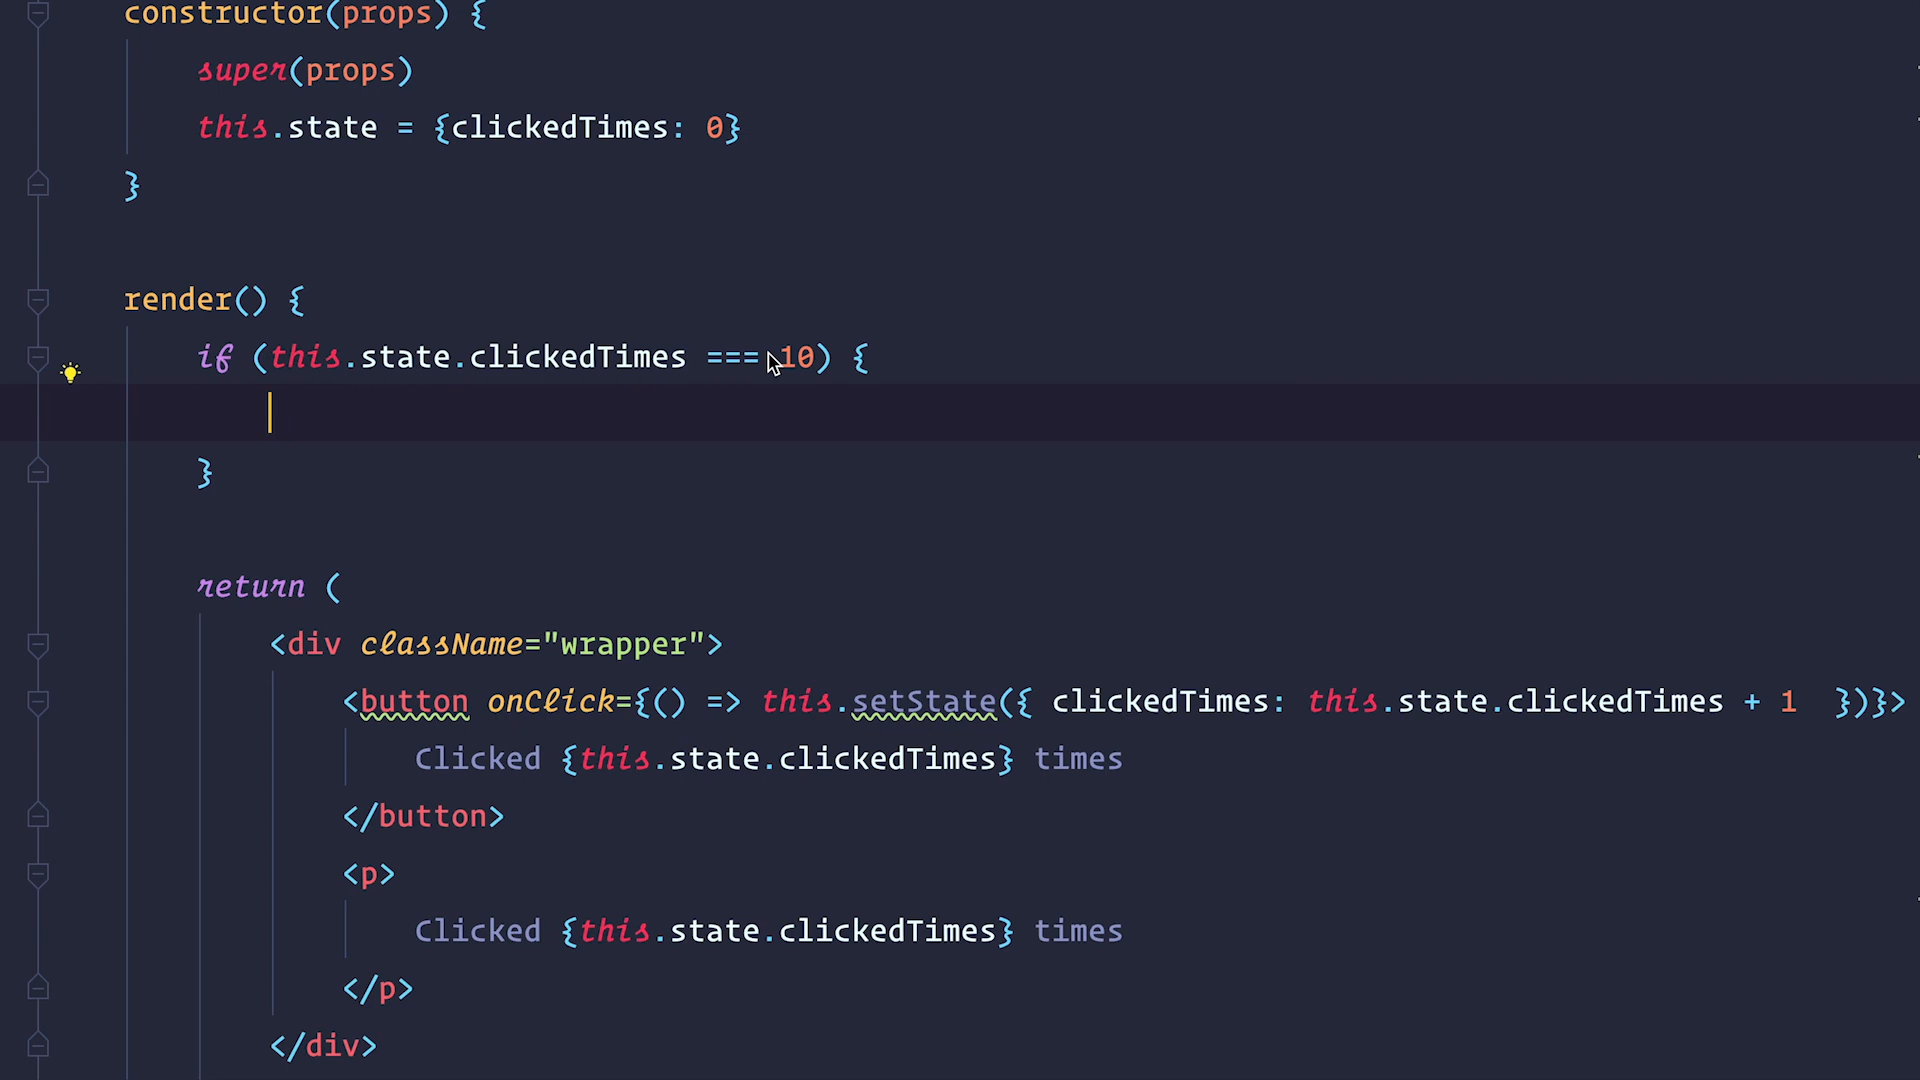 constructor(props) {
super(props)
this.state = {clickedTimes: 0}
}
render() {
if (this.state.clickedTimes === 10) {
}
return (
<div className="wrapper">
<button onClick={() => this.setState({ clickedTimes: this.state.clickedTimes + 1  })}>
Clicked {this.state.clickedTimes} times
</button>
<p>
Clicked {this.state.clickedTimes} times
</p>
</div>